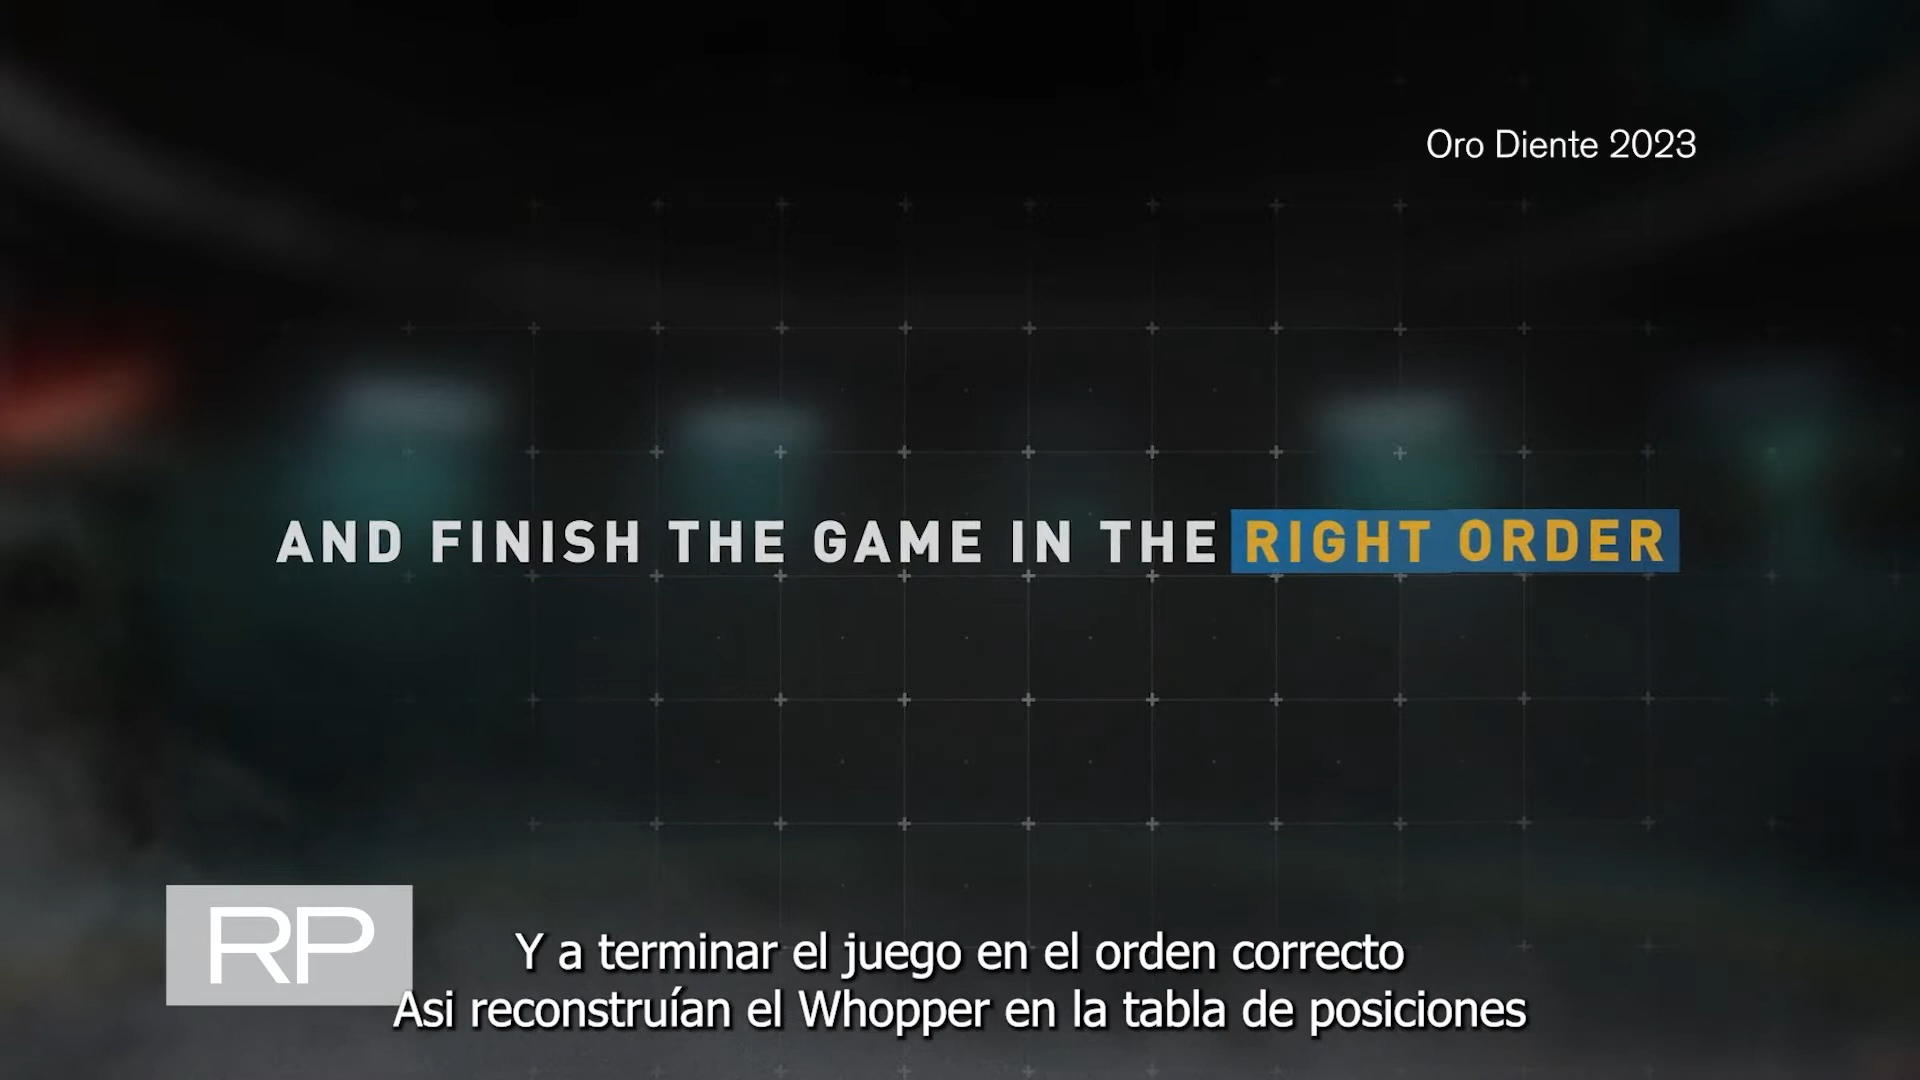 Oro Diente 2023
AND FINISH THE GAME IN THE RIGHT ORDER
RP
Y a terminar el juego en el orden correcto
Asi reconstruían el Whopper en la tabla de posiciones